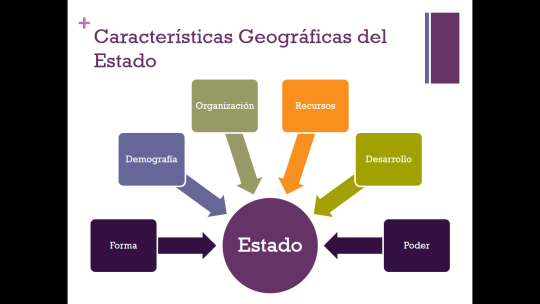 +
Características Geográficas del
Estado
Organización
Recursos
Demografía
Desarrollo
Forma
Estado
Poder